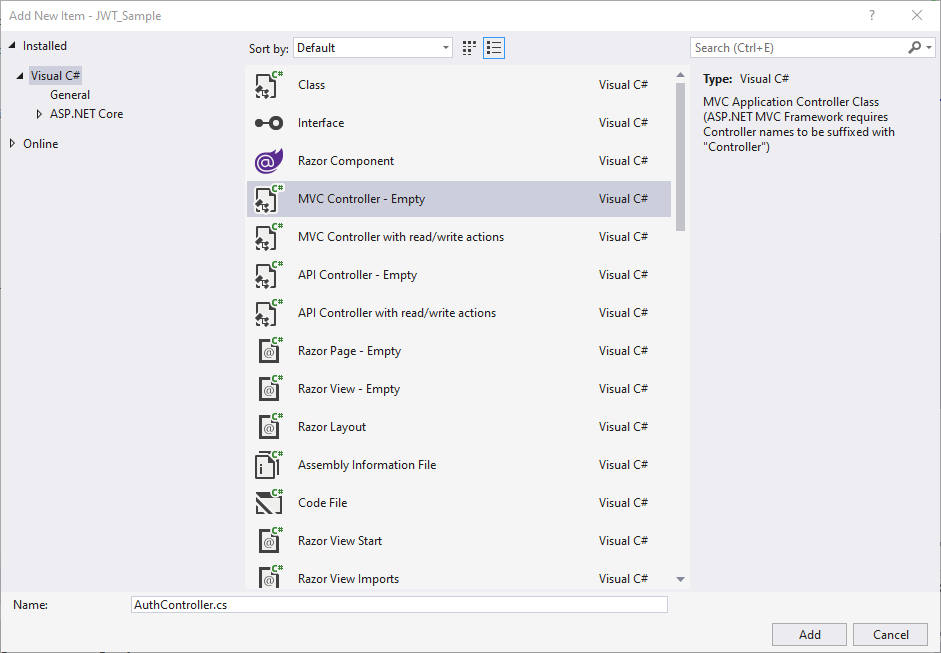 Add New Item - JWT_Sample
?
Installed
Visual C#
General
ASP.NET Core
Online
Sort by: Default
Search (Ctrl+E)
C# Class Visual C#
Interface Visual C#
Razor Component Visual C#
C# MVC Controller - Empty Visual C#
C# MVC Controller with read/write actions Visual C#
C# API Controller - Empty Visual C#
C# API Controller with read/write actions Visual C#
C# Razor Page - Empty Visual C#
C# Razor View - Empty Visual C#
C# Razor Layout Visual C#
C# Assembly Information File Visual C#
C# Code File Visual C#
C# Razor View Start Visual C#
C# Razor View Imports Visual C#
Type: Visual C#
MVC Application Controller Class
(ASP.NET MVC Framework requires
Controller names to be suffixed with
"Controller")
Name: AuthController.cs
Add Cancel